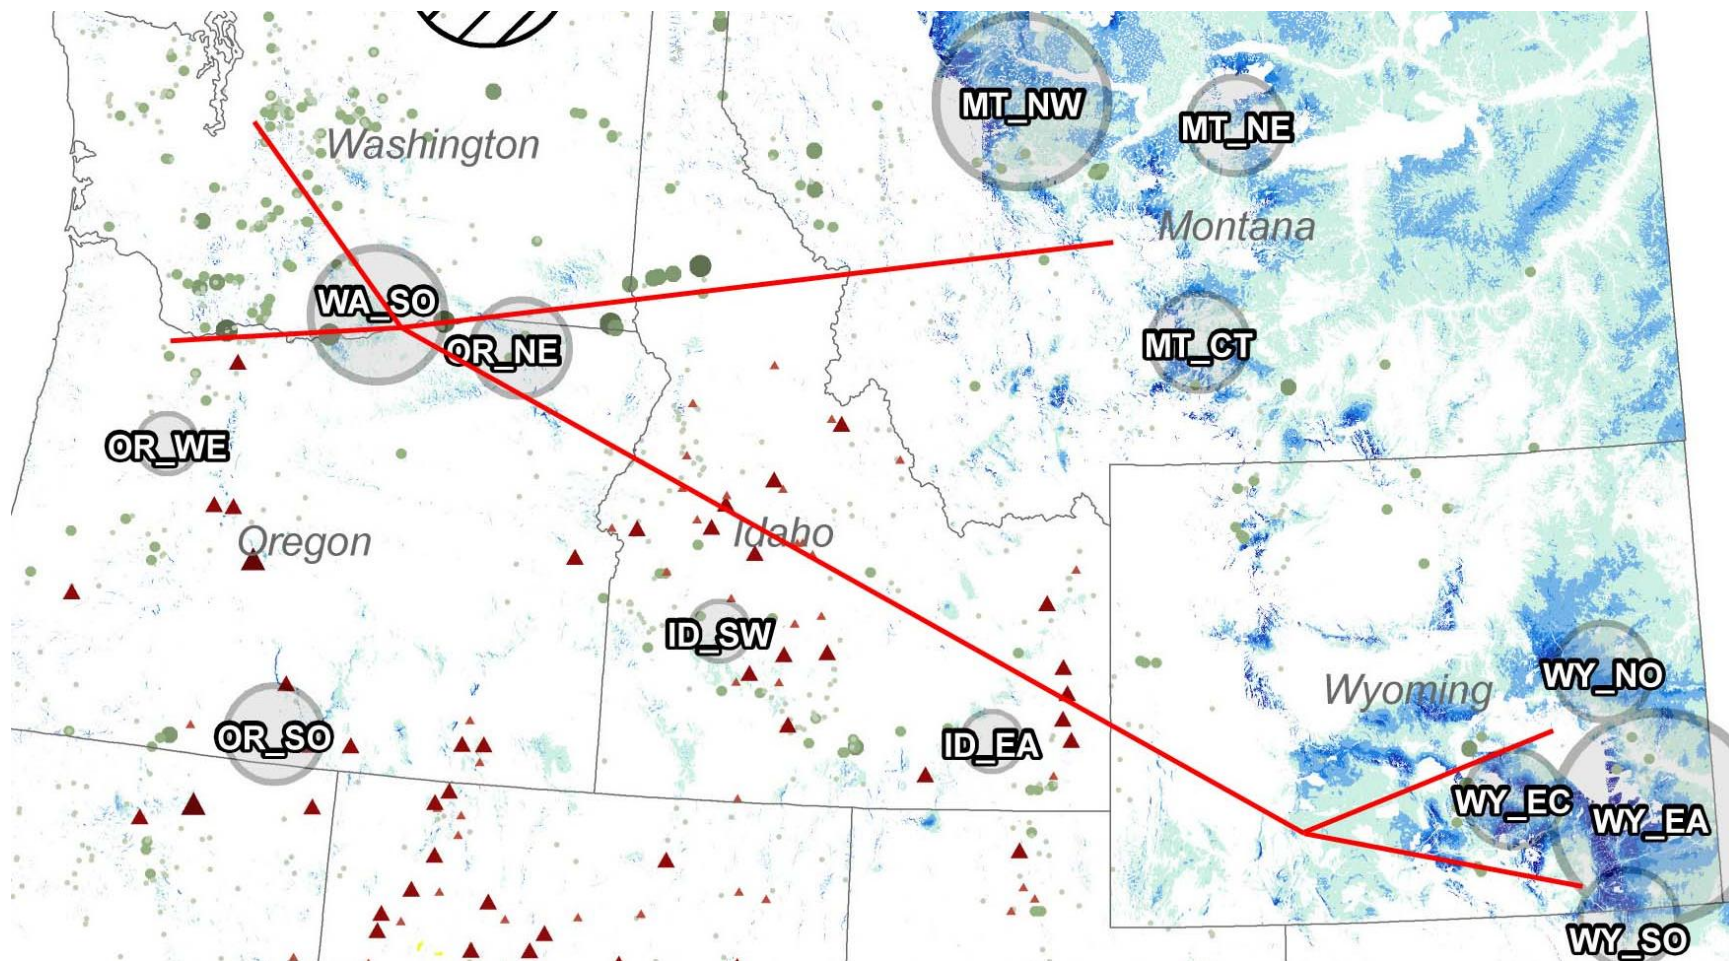 MT_NW
MT_NE
Washington
Montana
WA_SO
OR_NE
MT_CT
OR_WE
Oregon
Idaho
ID_SW
WY_NO
Wyoming
OR_SO
ID_EA
WY_EC
WY_EA
WY_SO